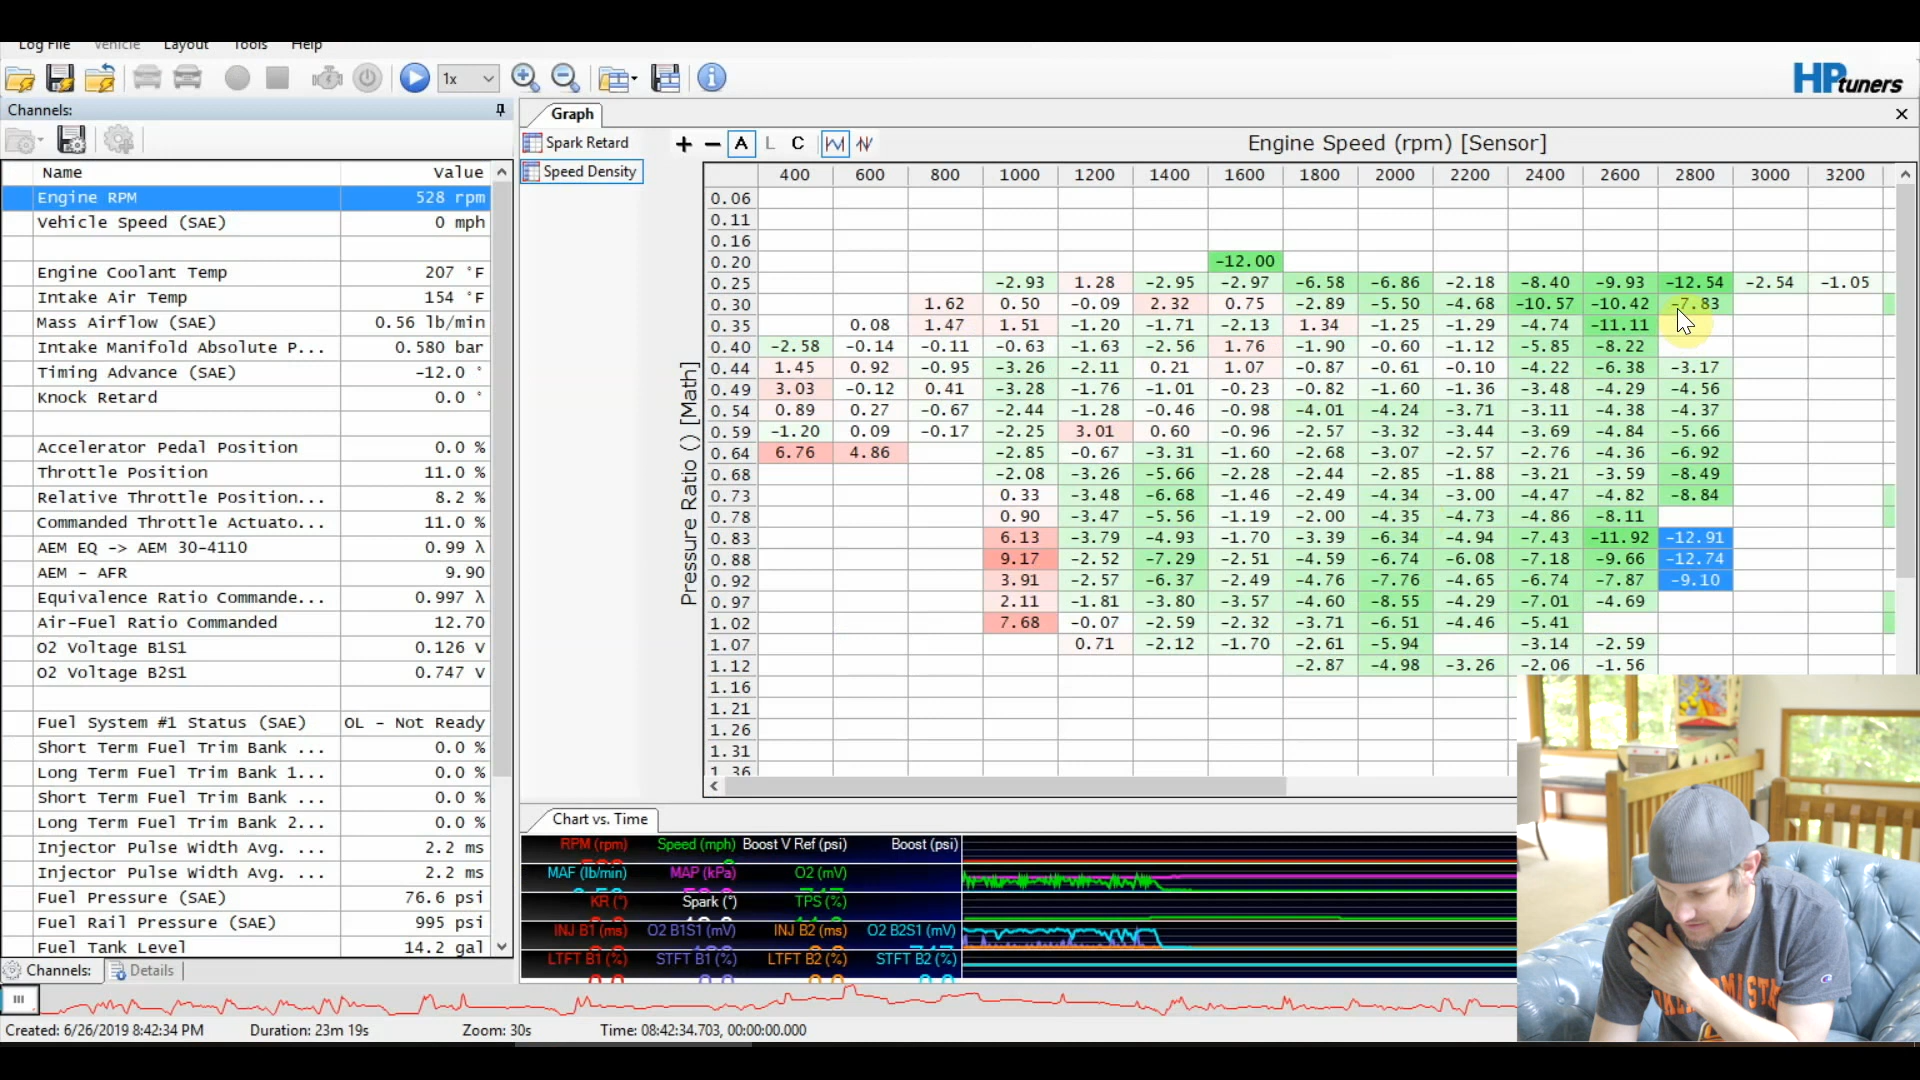 Log File Vehicle Layout Tools Help
1x
HPtuners
Channels:
Graph
Spark Retard
Speed Density
+ − A L C
Engine Speed (rpm) [Sensor]
Name Value
Engine RPM 528 rpm
Vehicle Speed (SAE) 0 mph
Engine Coolant Temp 207 °F
Intake Air Temp 154 °F
Mass Airflow (SAE) 0.56 lb/min
Intake Manifold Absolute P... 0.580 bar
Timing Advance (SAE) -12.0 °
Knock Retard 0.0 °
Accelerator Pedal Position 0.0 %
Throttle Position 11.0 %
Relative Throttle Position... 8.2 %
Commanded Throttle Actuato... 11.0 %
AEM EQ -> AEM 30-4110 0.99 λ
AEM - AFR 9.90
Equivalence Ratio Commande... 0.997 λ
Air-Fuel Ratio Commanded 12.70
O2 Voltage B1S1 0.126 V
O2 Voltage B2S1 0.747 V
Fuel System #1 Status (SAE) OL - Not Ready
Short Term Fuel Trim Bank ... 0.0 %
Long Term Fuel Trim Bank 1... 0.0 %
Short Term Fuel Trim Bank ... 0.0 %
Long Term Fuel Trim Bank 2... 0.0 %
Injector Pulse Width Avg. ... 2.2 ms
Injector Pulse Width Avg. ... 2.2 ms
Fuel Pressure (SAE) 76.6 psi
Fuel Rail Pressure (SAE) 995 psi
Fuel Tank Level 14.2 gal
Channels: Details
Pressure Ratio () [Math]
400 600 800 1000 1200 1400 1600 1800 2000 2200 2400 2600 2800 3000 3200
0.06
0.11
0.16
0.20 -12.00
0.25 -2.93 1.28 -2.95 -2.97 -6.58 -6.86 -2.18 -8.40 -9.93 -12.54 -2.54 -1.05
0.30 1.62 0.50 -0.09 2.32 0.75 -2.89 -5.50 -4.68 -10.57 -10.42 -7.83
0.35 0.08 1.47 1.51 -1.20 -1.71 -2.13 1.34 -1.25 -1.29 -4.74 -11.11
0.40 -2.58 -0.14 -0.11 -0.63 -1.63 -2.56 1.76 -1.90 -0.60 -1.12 -5.85 -8.22
0.44 1.45 0.92 -0.95 -3.26 -2.11 0.21 1.07 -0.87 -0.61 -0.10 -4.22 -6.38 -3.17
0.49 3.03 -0.12 0.41 -3.28 -1.76 -1.01 -0.23 -0.82 -1.60 -1.36 -3.48 -4.29 -4.56
0.54 0.89 0.27 -0.67 -2.44 -1.28 -0.46 -0.98 -4.01 -4.24 -3.71 -3.11 -4.38 -4.37
0.59 -1.20 0.09 -0.17 -2.25 3.01 0.60 -0.96 -2.57 -3.32 -3.44 -3.69 -4.84 -5.66
0.64 6.76 4.86 -2.85 -0.67 -3.31 -1.60 -2.68 -3.07 -2.57 -2.76 -4.36 -6.92
0.68 -2.08 -3.26 -5.66 -2.28 -2.44 -2.85 -1.88 -3.21 -3.59 -8.49
0.73 0.33 -3.48 -6.68 -1.46 -2.49 -4.34 -3.00 -4.47 -4.82 -8.84
0.78 0.90 -3.47 -5.56 -1.19 -2.00 -4.35 -4.73 -4.86 -8.11
0.83 6.13 -3.79 -4.93 -1.70 -3.39 -6.34 -4.94 -7.43 -11.92 -12.91
0.88 9.17 -2.52 -7.29 -2.51 -4.59 -6.74 -6.08 -7.18 -9.66 -12.74
0.92 3.91 -2.57 -6.37 -2.49 -4.76 -7.76 -4.65 -6.74 -7.87 -9.10
0.97 2.11 -1.81 -3.80 -3.57 -4.60 -8.55 -4.29 -7.01 -4.69
1.02 7.68 -0.07 -2.59 -2.32 -3.71 -6.51 -4.46 -5.41
1.07 0.71 -2.12 -1.70 -2.61 -5.94 -3.14 -2.59
1.12 -2.87 -4.98 -3.26 -2.06 -1.56
1.16
1.21
1.26
1.31
1.36
Chart vs. Time
RPM (rpm) Speed (mph) Boost V Ref (psi) Boost (psi)
MAF (lb/min) MAP (kPa) O2 (mV)
KR (°) Spark (°) TPS (%)
INJ B1 (ms) O2 B1S1 (mV) INJ B2 (ms) O2 B2S1 (mV)
LTFT B1 (%) STFT B1 (%) LTFT B2 (%) STFT B2 (%)
Created: 6/26/2019 8:42:34 PM Duration: 23m 19s Zoom: 30s Time: 08:42:34.703, 00:00:00.000